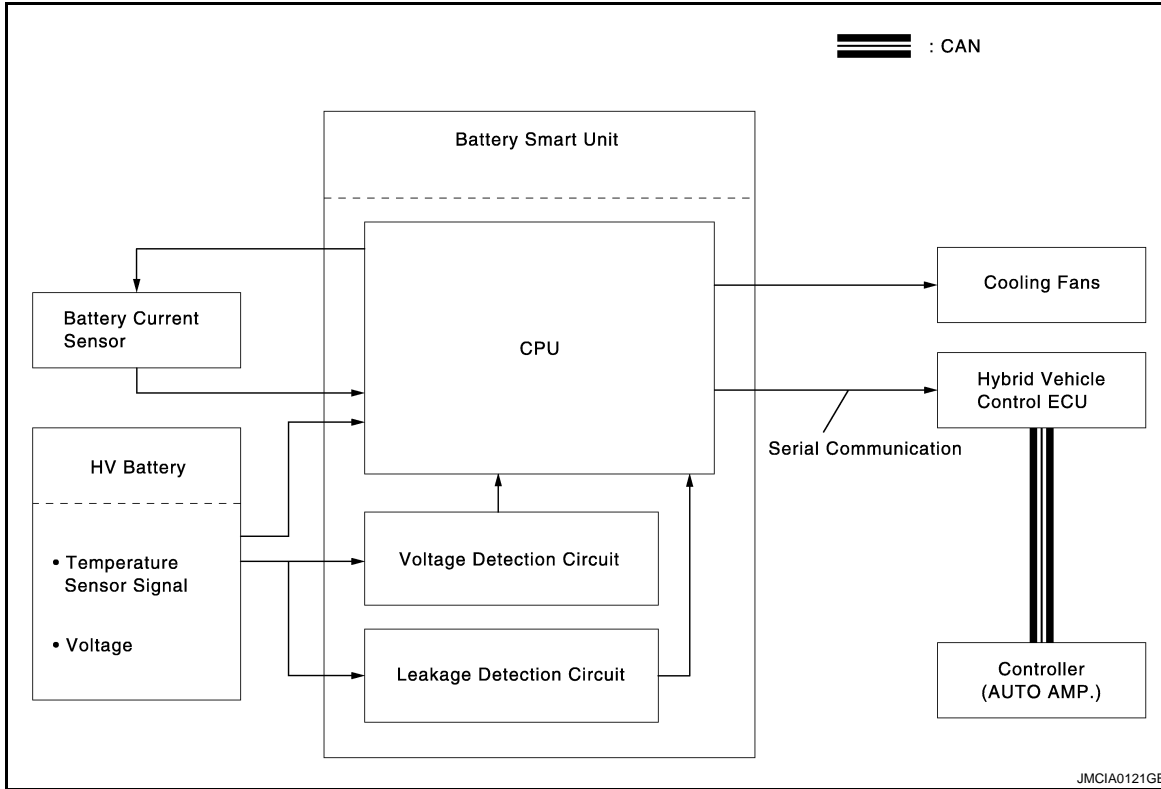 : CAN
Battery Smart Unit
Battery Current
Sensor
CPU
Cooling Fans
Hybrid Vehicle
Control ECU
Serial Communication
HV Battery
• Temperature
Sensor Signal
• Voltage
Voltage Detection Circuit
Leakage Detection Circuit
Controller
(AUTO AMP.)
JMCIA0121GB